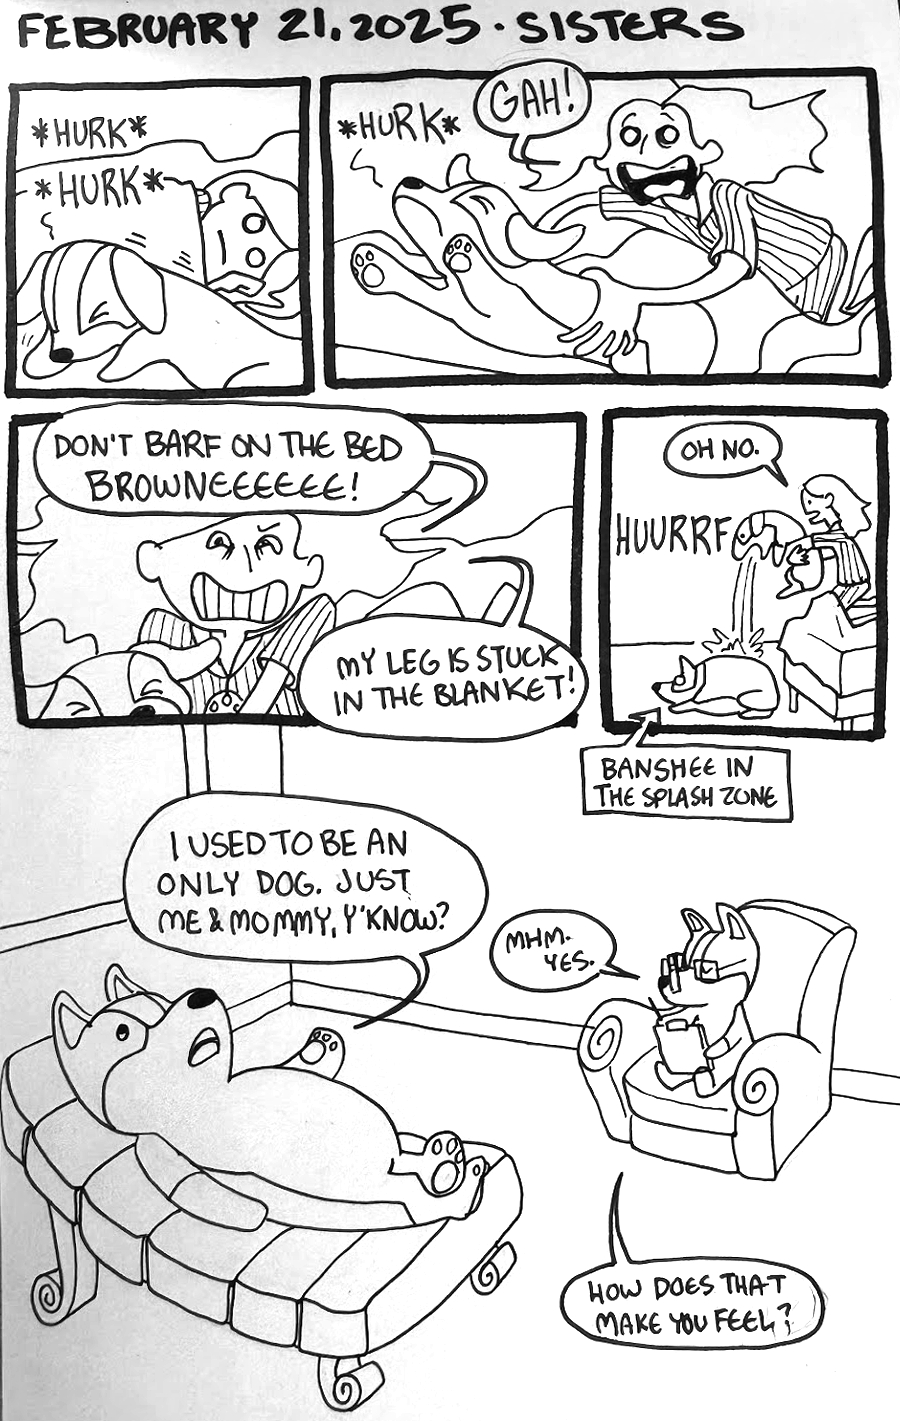 FEBRUARY 21, 2025 · SISTERS
*HURK*
*HURK*
*HURK*
GAH!
DON'T BARF ON THE BED
BROWNEEEEEE!
MY LEG IS STUCK
IN THE BLANKET!
OH NO.
HUURRF
BANSHEE IN
THE SPLASH ZONE
I USED TO BE AN
ONLY DOG. JUST
ME & MOMMY, Y'KNOW?
MHM.
YES.
HOW DOES THAT
MAKE YOU FEEL?